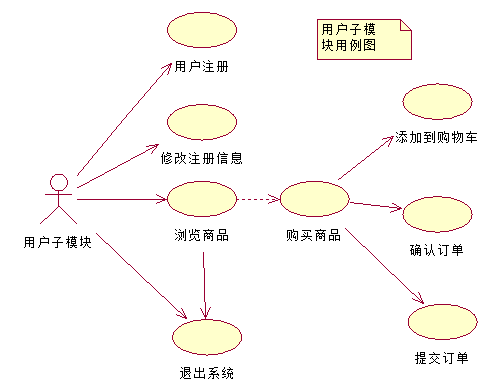 用户子模
块用例图
用户注册
添加到购物车
修改注册信息
用户子模块
浏览商品
购买商品
确认订单
退出系统
提交订单